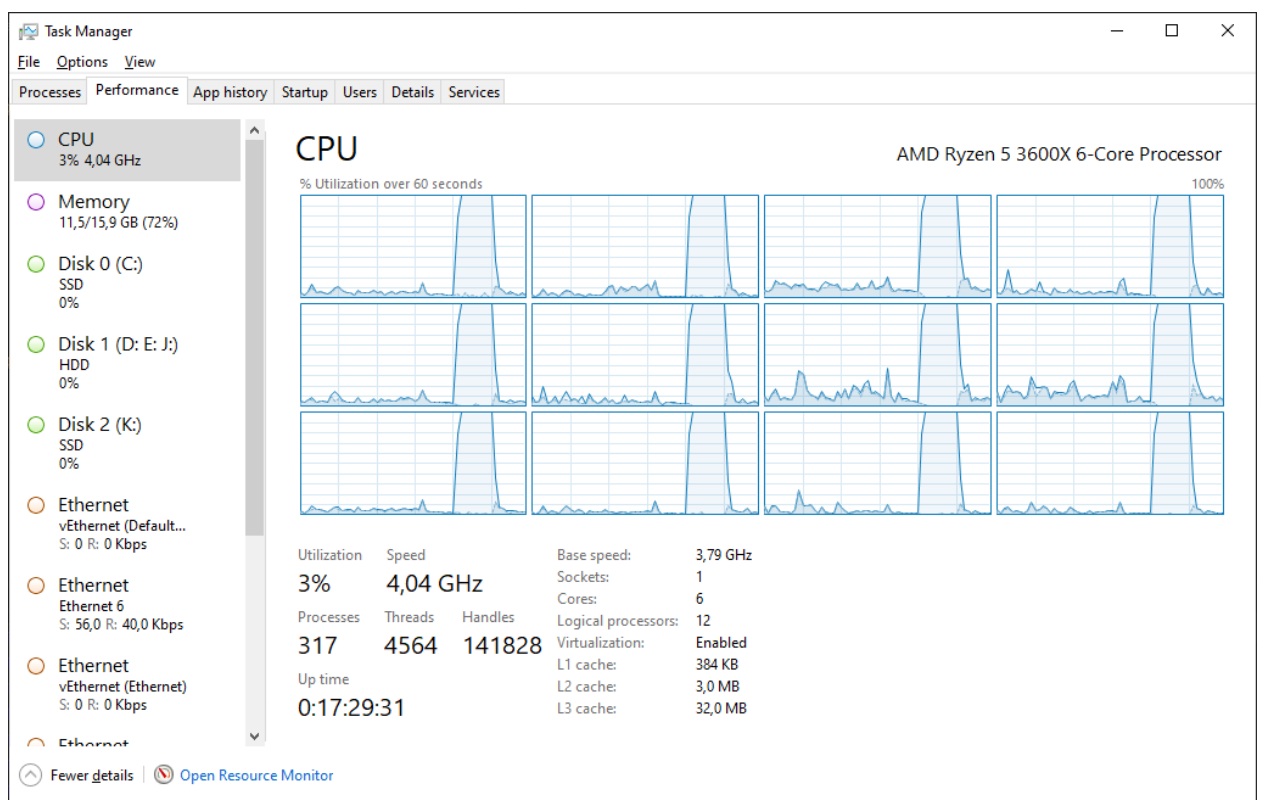 Task Manager
File Options View
Processes Performance App history Startup Users Details Services
CPU
3% 4,04 GHz
Memory
11,5/15,9 GB (72%)
Disk 0 (C:)
SSD
0%
Disk 1 (D: E: J:)
HDD
0%
Disk 2 (K:)
SSD
0%
Ethernet
vEthernet (Default...
S: 0 R: 0 Kbps
Ethernet
Ethernet 6
S: 56,0 R: 40,0 Kbps
Ethernet
vEthernet (Ethernet)
S: 0 R: 0 Kbps
Ethernet
CPU
AMD Ryzen 5 3600X 6-Core Processor
% Utilization over 60 seconds
100%
Utilization Speed
3% 4,04 GHz
Processes Threads Handles
317 4564 141828
Up time
0:17:29:31
Base speed: 3,79 GHz
Sockets: 1
Cores: 6
Logical processors: 12
Virtualization: Enabled
L1 cache: 384 KB
L2 cache: 3,0 MB
L3 cache: 32,0 MB
Fewer details
Open Resource Monitor